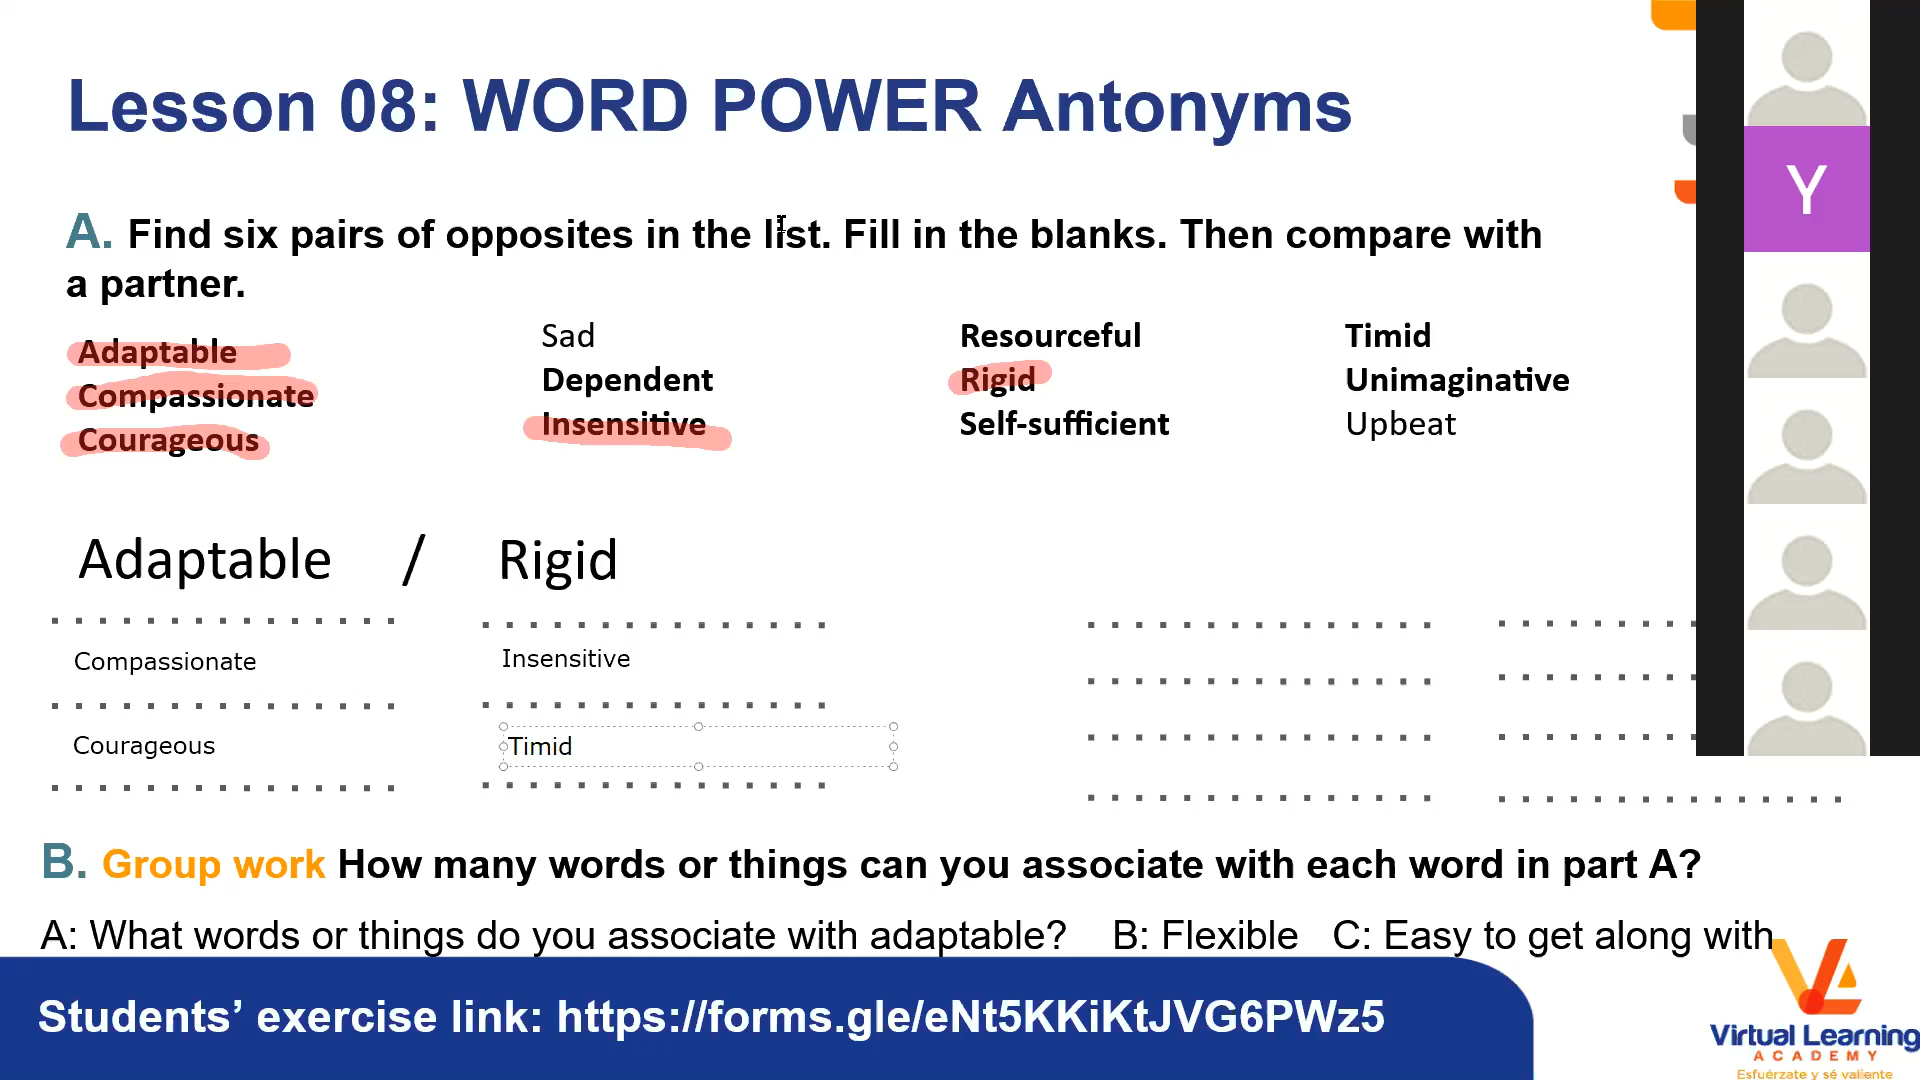 Lesson 08: WORD POWER Antonyms
A. Find six pairs of opposites in the list. Fill in the blanks. Then compare with
a partner.
Adaptable
Compassionate
Courageous
Sad
Dependent
Insensitive
Resourceful
Rigid
Self-sufficient
Timid
Unimaginative
Upbeat
Adaptable / Rigid
Compassionate Insensitive
Courageous Timid
B. Group work How many words or things can you associate with each word in part A?
A: What words or things do you associate with adaptable? B: Flexible C: Easy to get along with
Students’ exercise link: https://forms.gle/eNt5KKiKtJVG6PWz5
Y
VA
Virtual Learning
ACADEMY
Esfuérzate y sé valiente